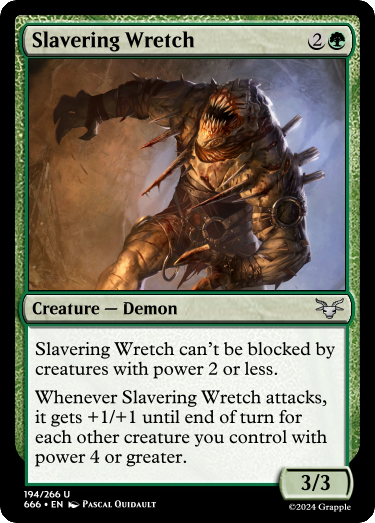 Slavering Wretch 2
Creature — Demon
Slavering Wretch can't be blocked by
creatures with power 2 or less.
Whenever Slavering Wretch attacks,
it gets +1/+1 until end of turn for
each other creature you control with
power 4 or greater.
3/3
194/266 U
666 • EN Pascal Quidault
©2024 Grapple